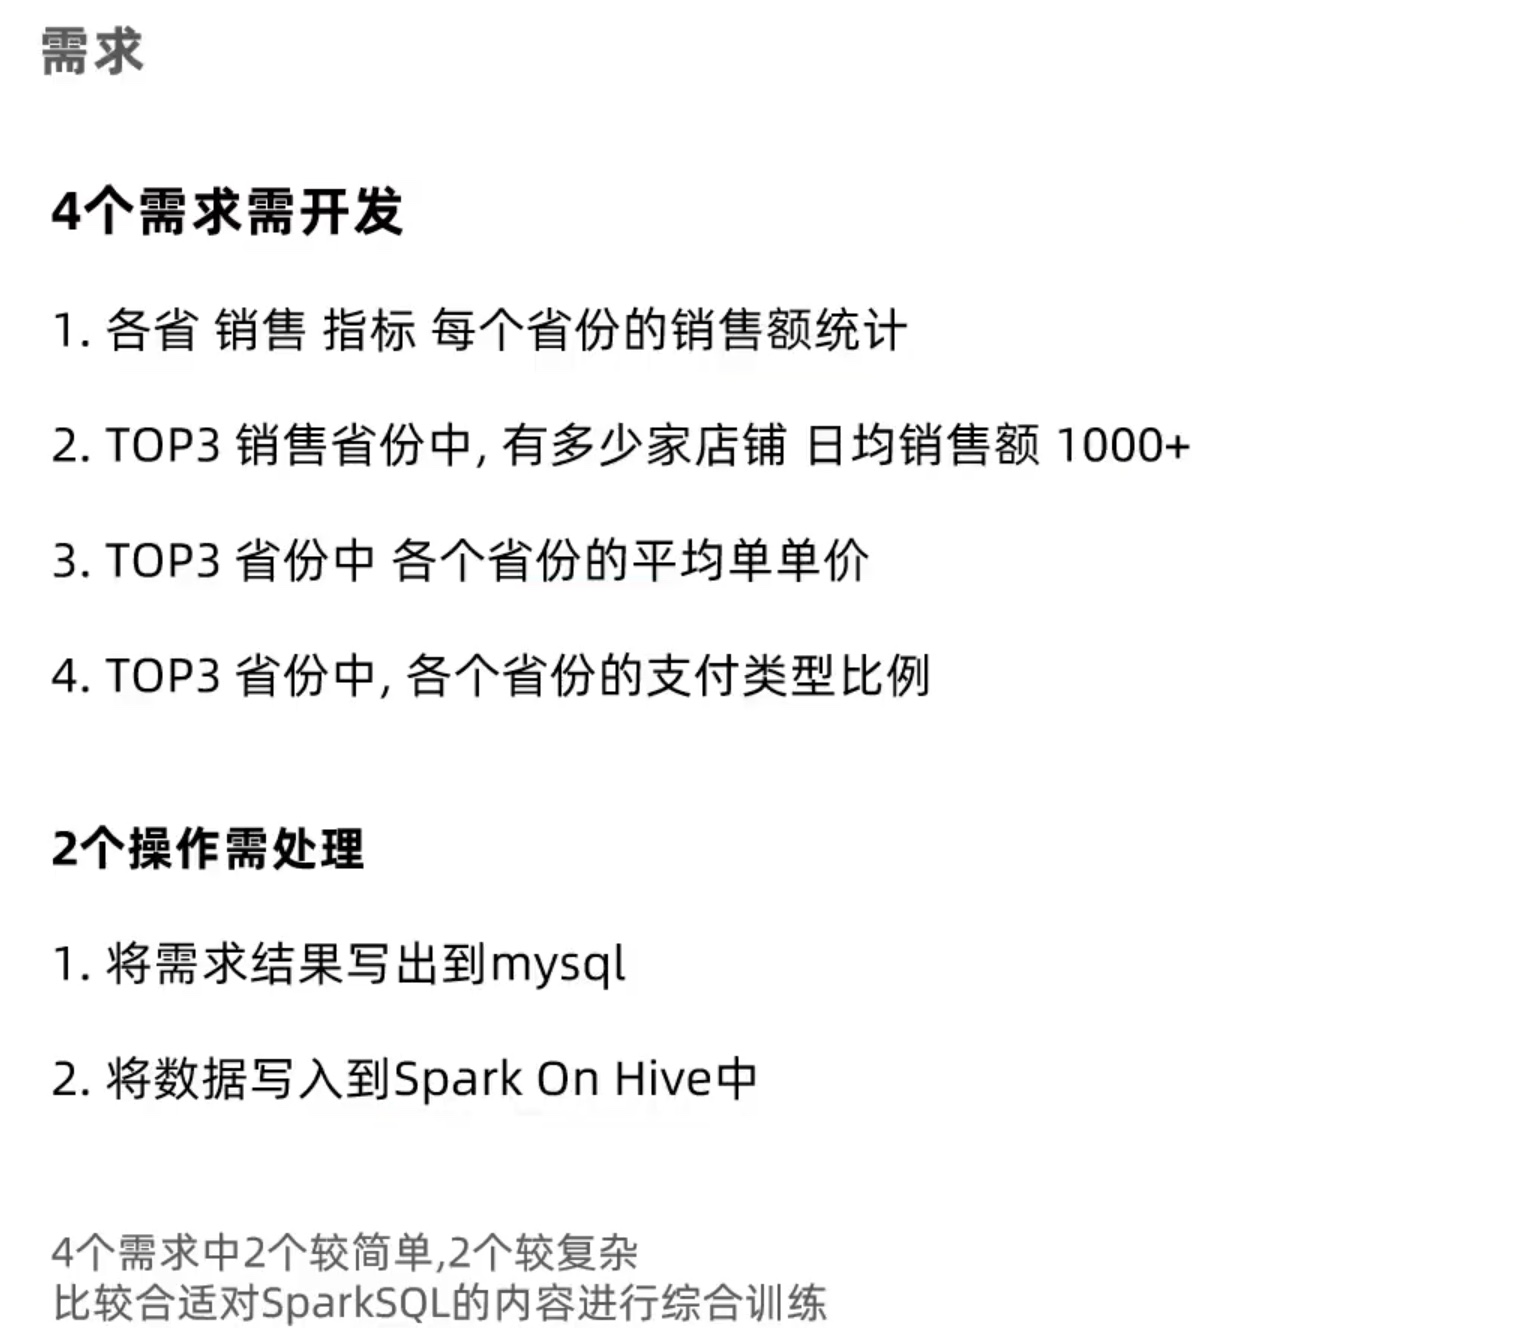 需求
4个需求需开发
1. 各省 销售 指标 每个省份的销售额统计
2. TOP3 销售省份中, 有多少家店铺 日均销售额 1000+
3. TOP3 省份中 各个省份的平均单单价
4. TOP3 省份中, 各个省份的支付类型比例
2个操作需处理
1. 将需求结果写出到mysql
2. 将数据写入到Spark On Hive中
4个需求中2个较简单,2个较复杂
比较合适对SparkSQL的内容进行综合训练